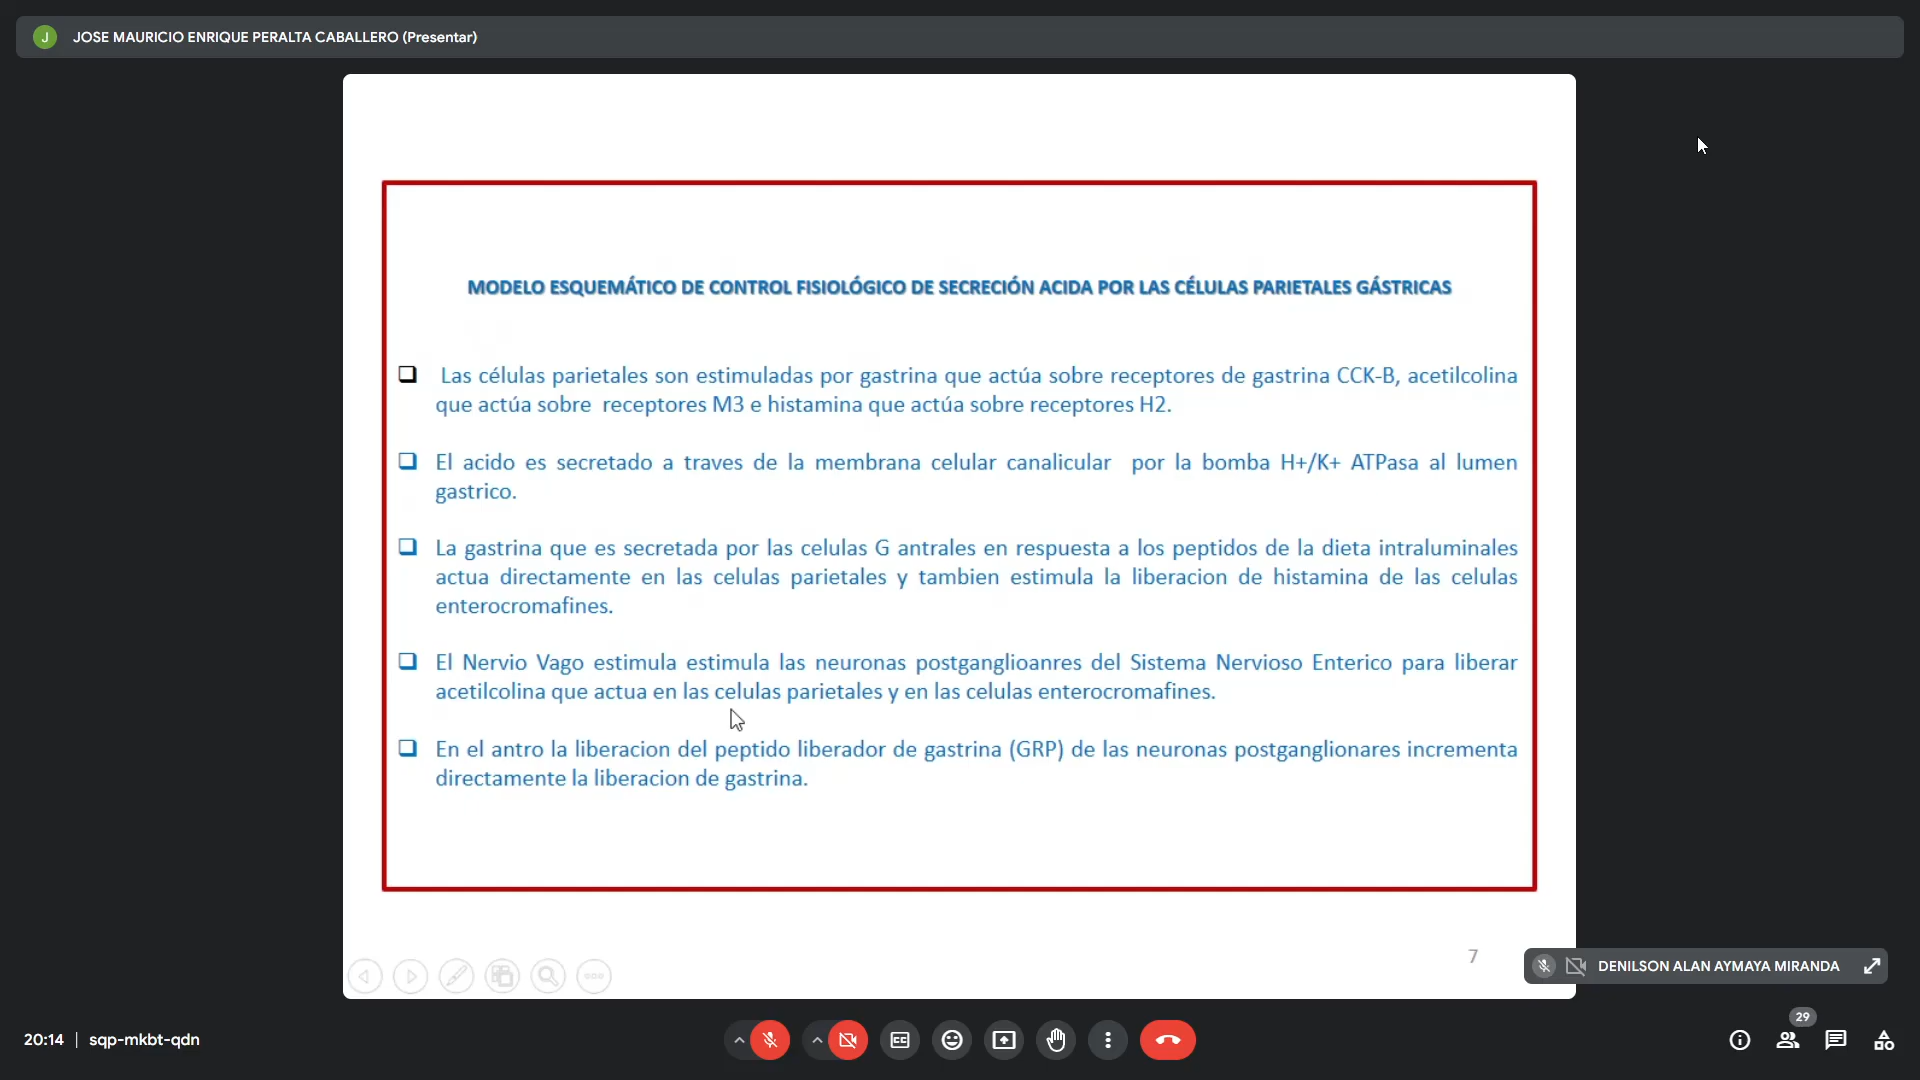 J JOSE MAURICIO ENRIQUE PERALTA CABALLERO (Presentar)
MODELO ESQUEMÁTICO DE CONTROL FISIOLÓGICO DE SECRECIÓN ACIDA POR LAS CÉLULAS PARIETALES GÁSTRICAS
Las células parietales son estimuladas por gastrina que actúa sobre receptores de gastrina CCK-B, acetilcolina
que actúa sobre receptores M3 e histamina que actúa sobre receptores H2.
El acido es secretado a traves de la membrana celular canalicular por la bomba H+/K+ ATPasa al lumen
gastrico.
La gastrina que es secretada por las celulas G antrales en respuesta a los peptidos de la dieta intraluminales
actua directamente en las celulas parietales y tambien estimula la liberacion de histamina de las celulas
enterocromafines.
El Nervio Vago estimula estimula las neuronas postganglioanres del Sistema Nervioso Enterico para liberar
acetilcolina que actua en las celulas parietales y en las celulas enterocromafines.
En el antro la liberacion del peptido liberador de gastrina (GRP) de las neuronas postganglionares incrementa
directamente la liberacion de gastrina.
7
DENILSON ALAN AYMAYA MIRANDA
20:14 | sqp-mkbt-qdn
CC
29